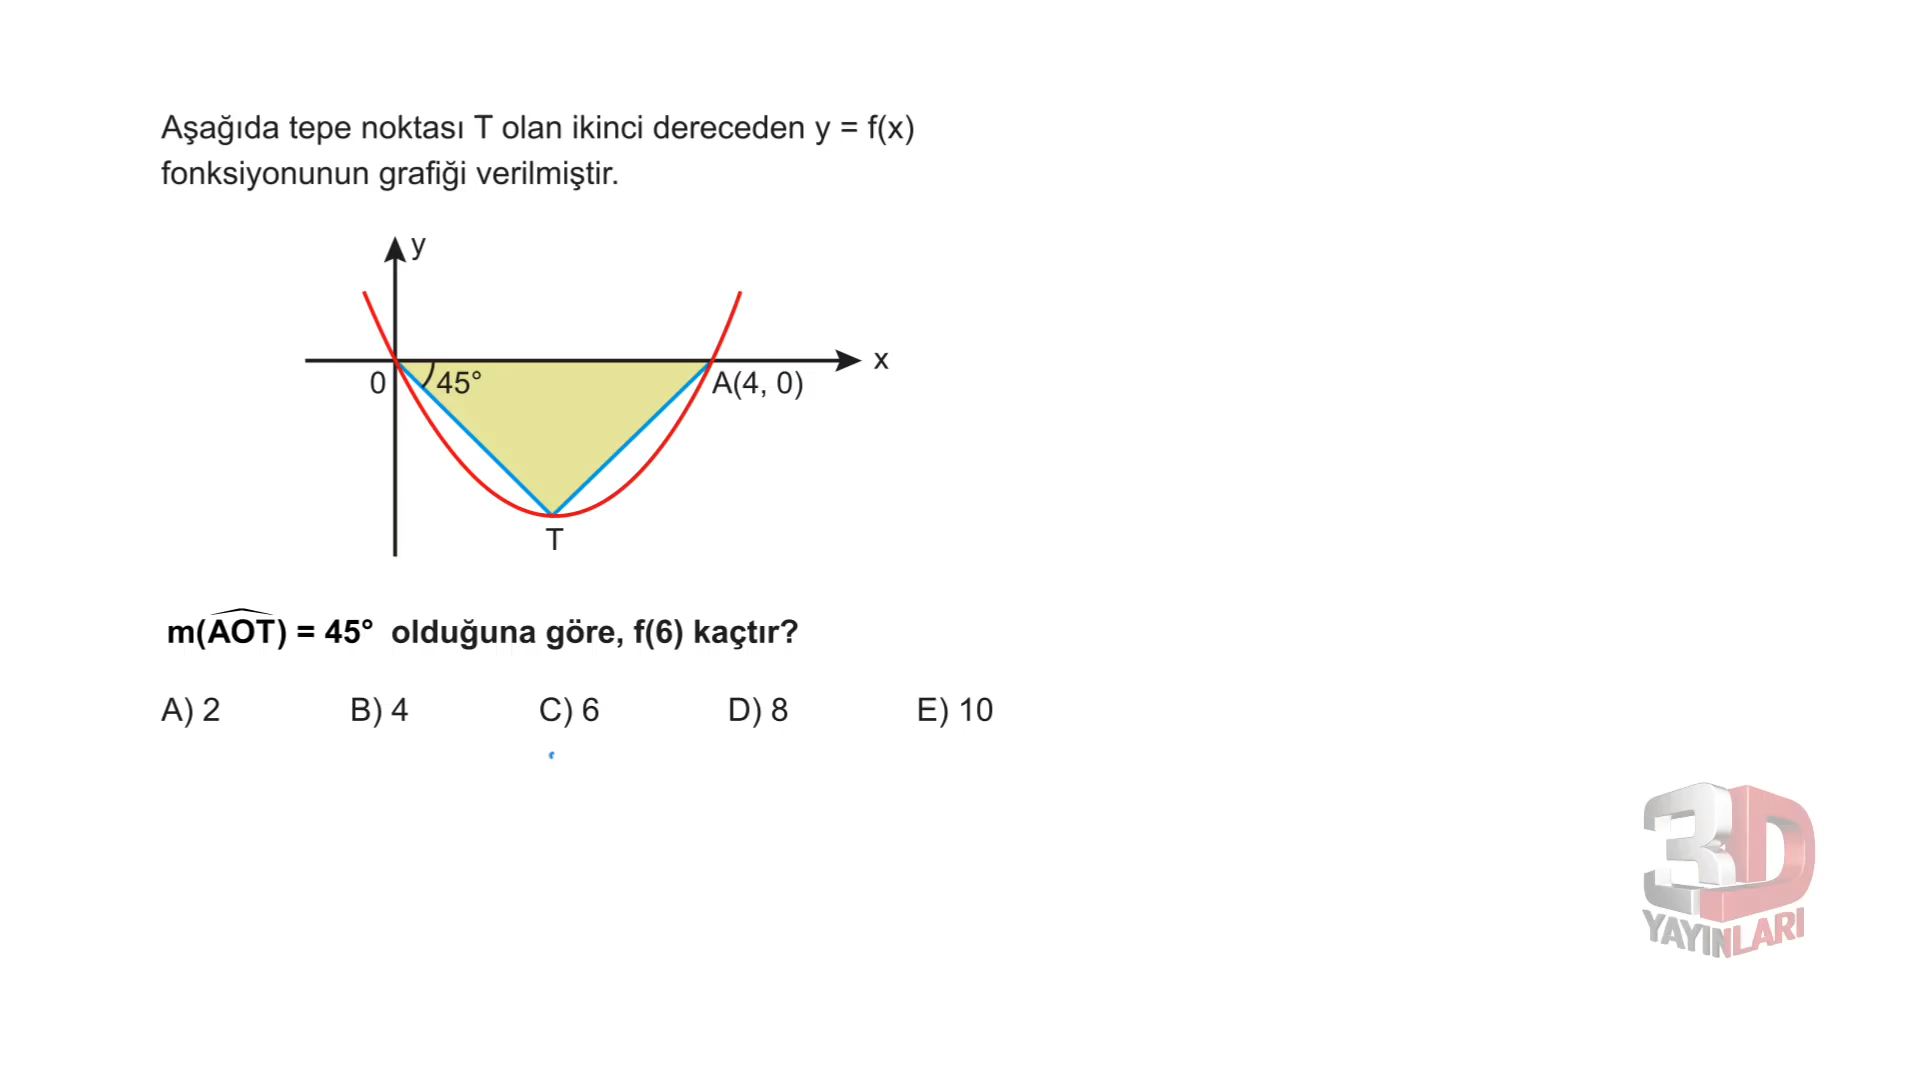 Aşağıda tepe noktası T olan ikinci dereceden y = f(x)
fonksiyonunun grafiği verilmiştir.
y
x
0
45°
A(4, 0)
T
m(AOT) = 45° olduğuna göre, f(6) kaçtır?
A) 2 B) 4 C) 6 D) 8 E) 10
3D
YAYINLARI